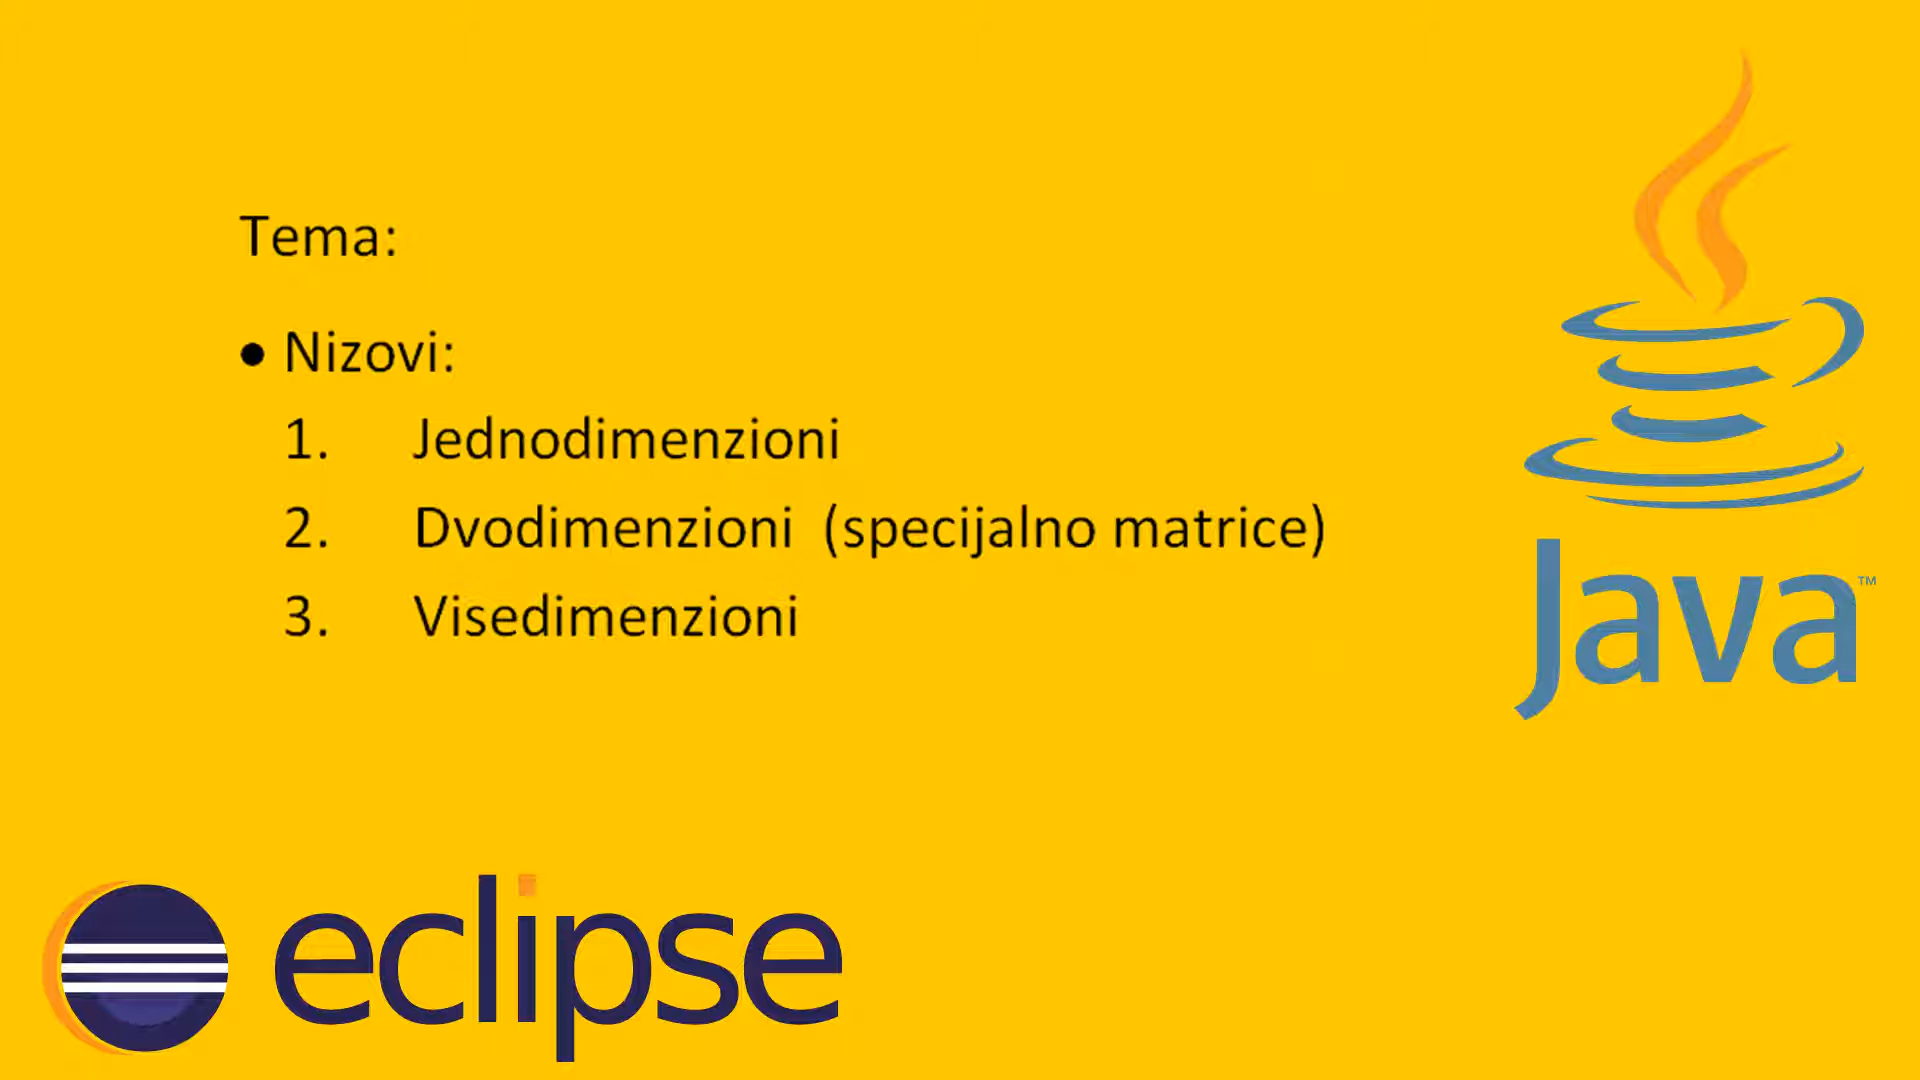 Tema:
● Nizovi:
1. Jednodimenzioni
2. Dvodimenzioni (specijalno matrice)
3. Visedimenzioni
Java™
eclipse